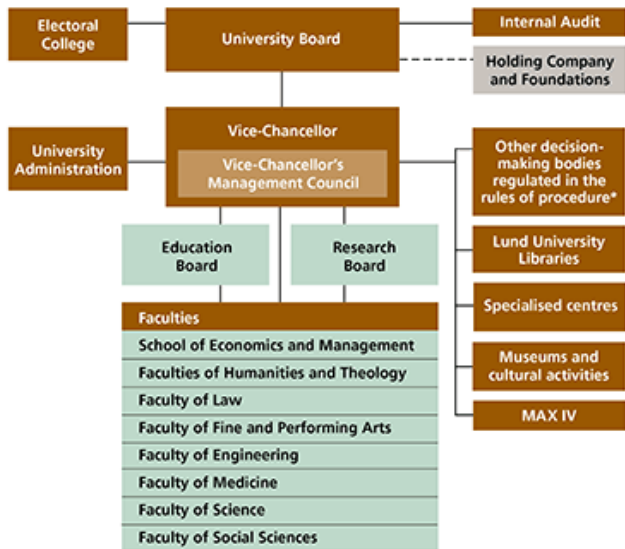 Electoral
College
University Board
Internal Audit
Holding Company
and Foundations
University
Administration
Vice-Chancellor
Vice-Chancellor's
Management Council
Other decision-
making bodies
regulated in the
rules of procedure*
Education
Board
Research
Board
Lund University
Libraries
Specialised centres
Museums and
cultural activities
MAX IV
Faculties
School of Economics and Management
Faculties of Humanities and Theology
Faculty of Law
Faculty of Fine and Performing Arts
Faculty of Engineering
Faculty of Medicine
Faculty of Science
Faculty of Social Sciences